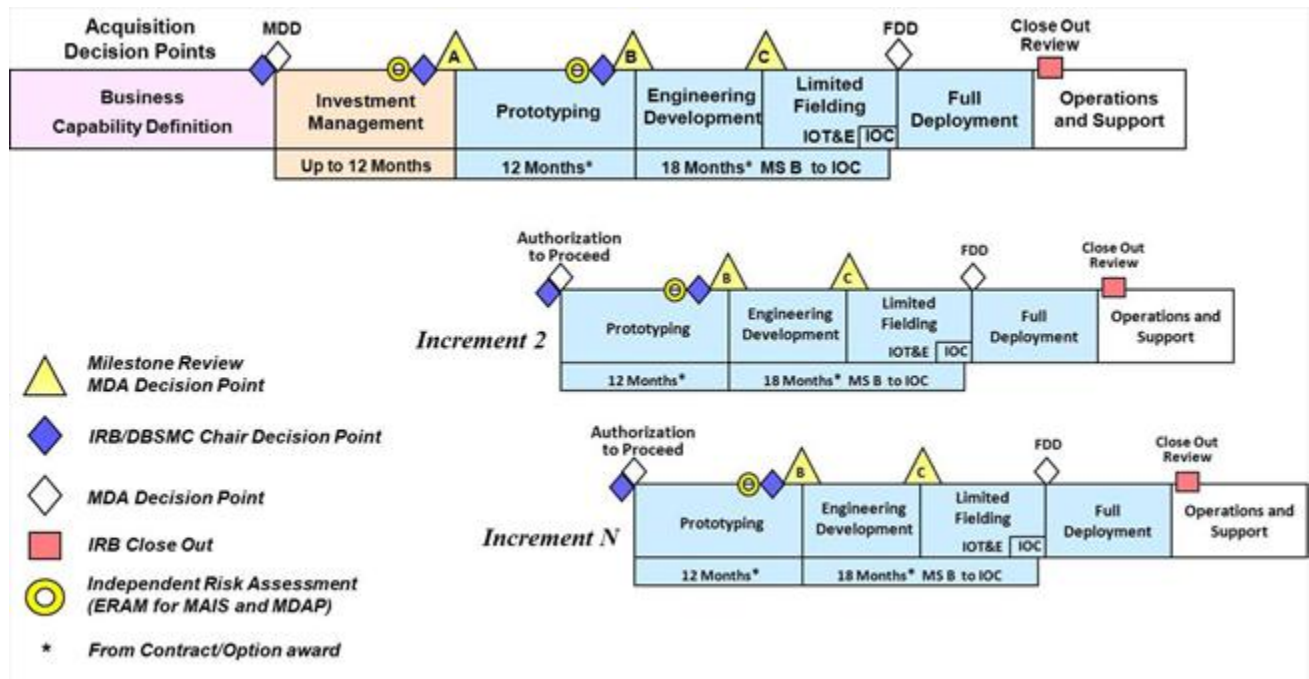 Acquisition
Decision Points
MDD
A
B
C
FDD
Close Out
Review
Business
Capability Definition
Investment
Management
Prototyping
Engineering
Development
Limited
Fielding
IOT&E
IOC
Full
Deployment
Operations
and Support
Up to 12 Months
12 Months*
18 Months* MS B to IOC
Authorization
to Proceed
B
C
FDD
Close Out
Review
Increment 2
Prototyping
Engineering
Development
Limited
Fielding
IOT&E
IOC
Full
Deployment
Operations and
Support
12 Months*
18 Months* MS B to IOC
Authorization
to Proceed
B
C
FDD
Close Out
Review
Increment N
Prototyping
Engineering
Development
Limited
Fielding
IOT&E
IOC
Full
Deployment
Operations and
Support
12 Months*
18 Months* MS B to IOC
Milestone Review
MDA Decision Point
IRB/DBSMC Chair Decision Point
MDA Decision Point
IRB Close Out
Independent Risk Assessment
(ERAM for MAIS and MDAP)
* From Contract/Option award